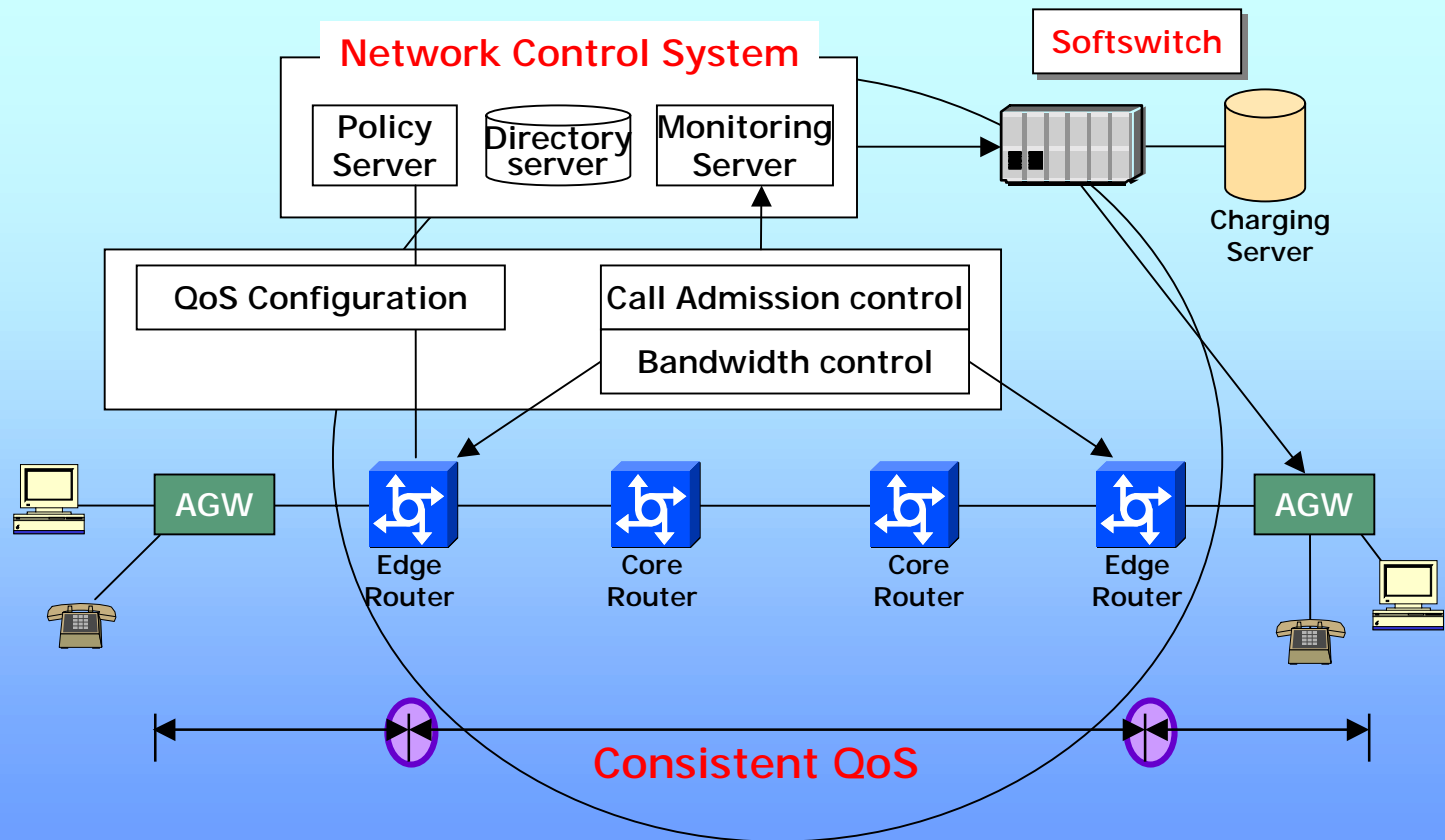 Network Control System
Softswitch
Policy
Server
Directory
server
Monitoring
Server
Charging
Server
QoS Configuration
Call Admission control
Bandwidth control
AGW
AGW
Edge
Router
Core
Router
Core
Router
Edge
Router
Consistent QoS